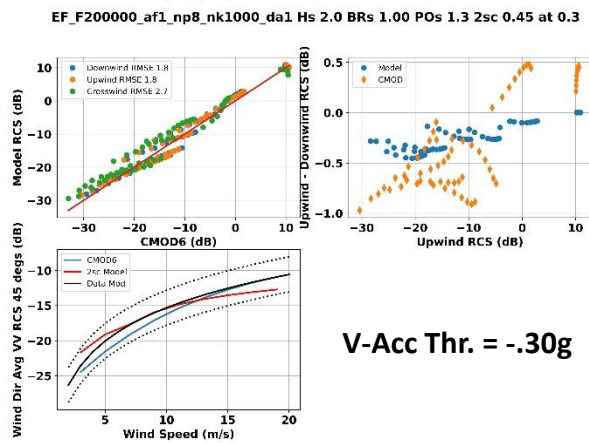 EF_F200000_af1_np8_nk1000_da1 Hs 2.0 BRs 1.00 POs 1.3 2sc 0.45 at 0.3
Model RCS (dB)
10
0
−10
−20
−30
Downwind RMSE 1.8
Upwind RMSE 1.8
Crosswind RMSE 2.7
−30 −20 −10 0 10
CMOD6 (dB)
Upwind - Downwind RCS (dB)
0.5
0.0
−0.5
−1.0
Model
CMOD
−30 −20 −10 0 10
Upwind RCS (dB)
Wind Dir Avg VV RCS 45 degs (dB)
−10
−15
−20
−25
CMOD6
2sc Model
Data Mod
5 10 15 20
Wind Speed (m/s)
V-Acc Thr. = -.30g